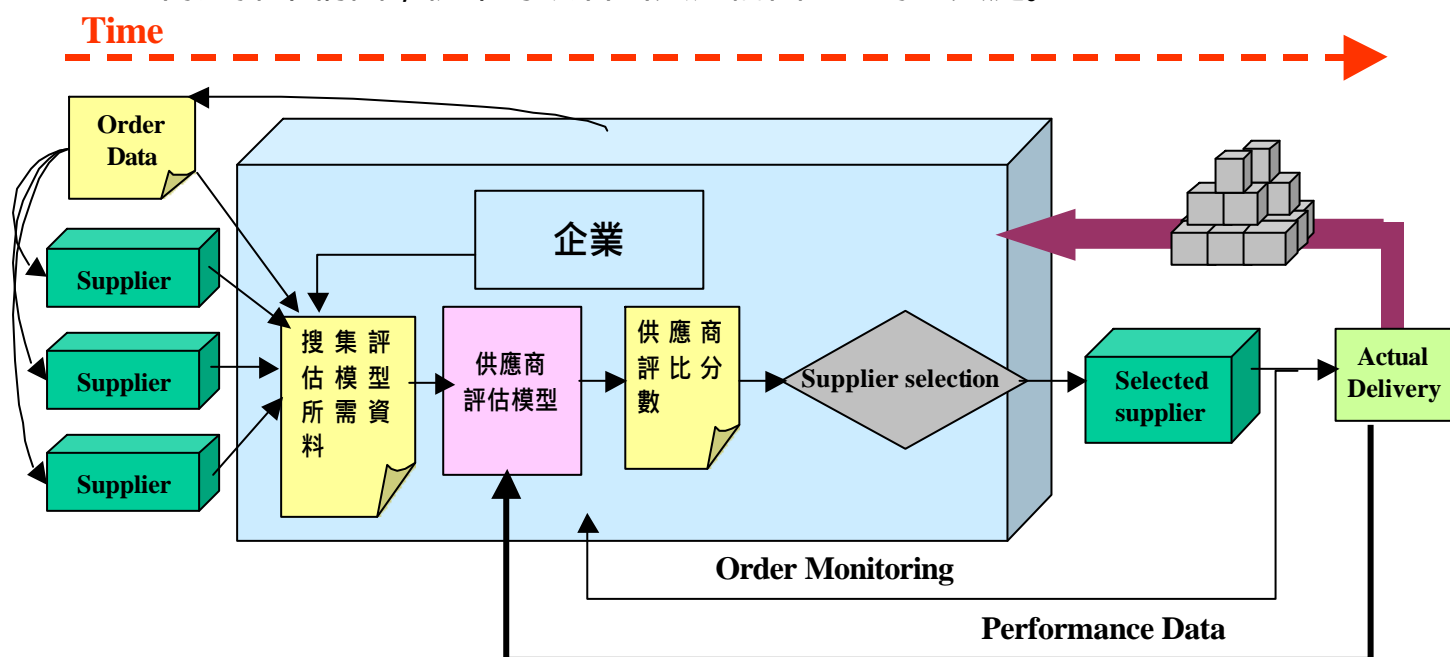 Time
Order
Data
企業
Supplier
Supplier
Supplier
搜集評
估模型
所需資
料
供應商
評估模型
供應商
評比分
數
Supplier selection
Selected
supplier
Actual
Delivery
Order Monitoring
Performance Data